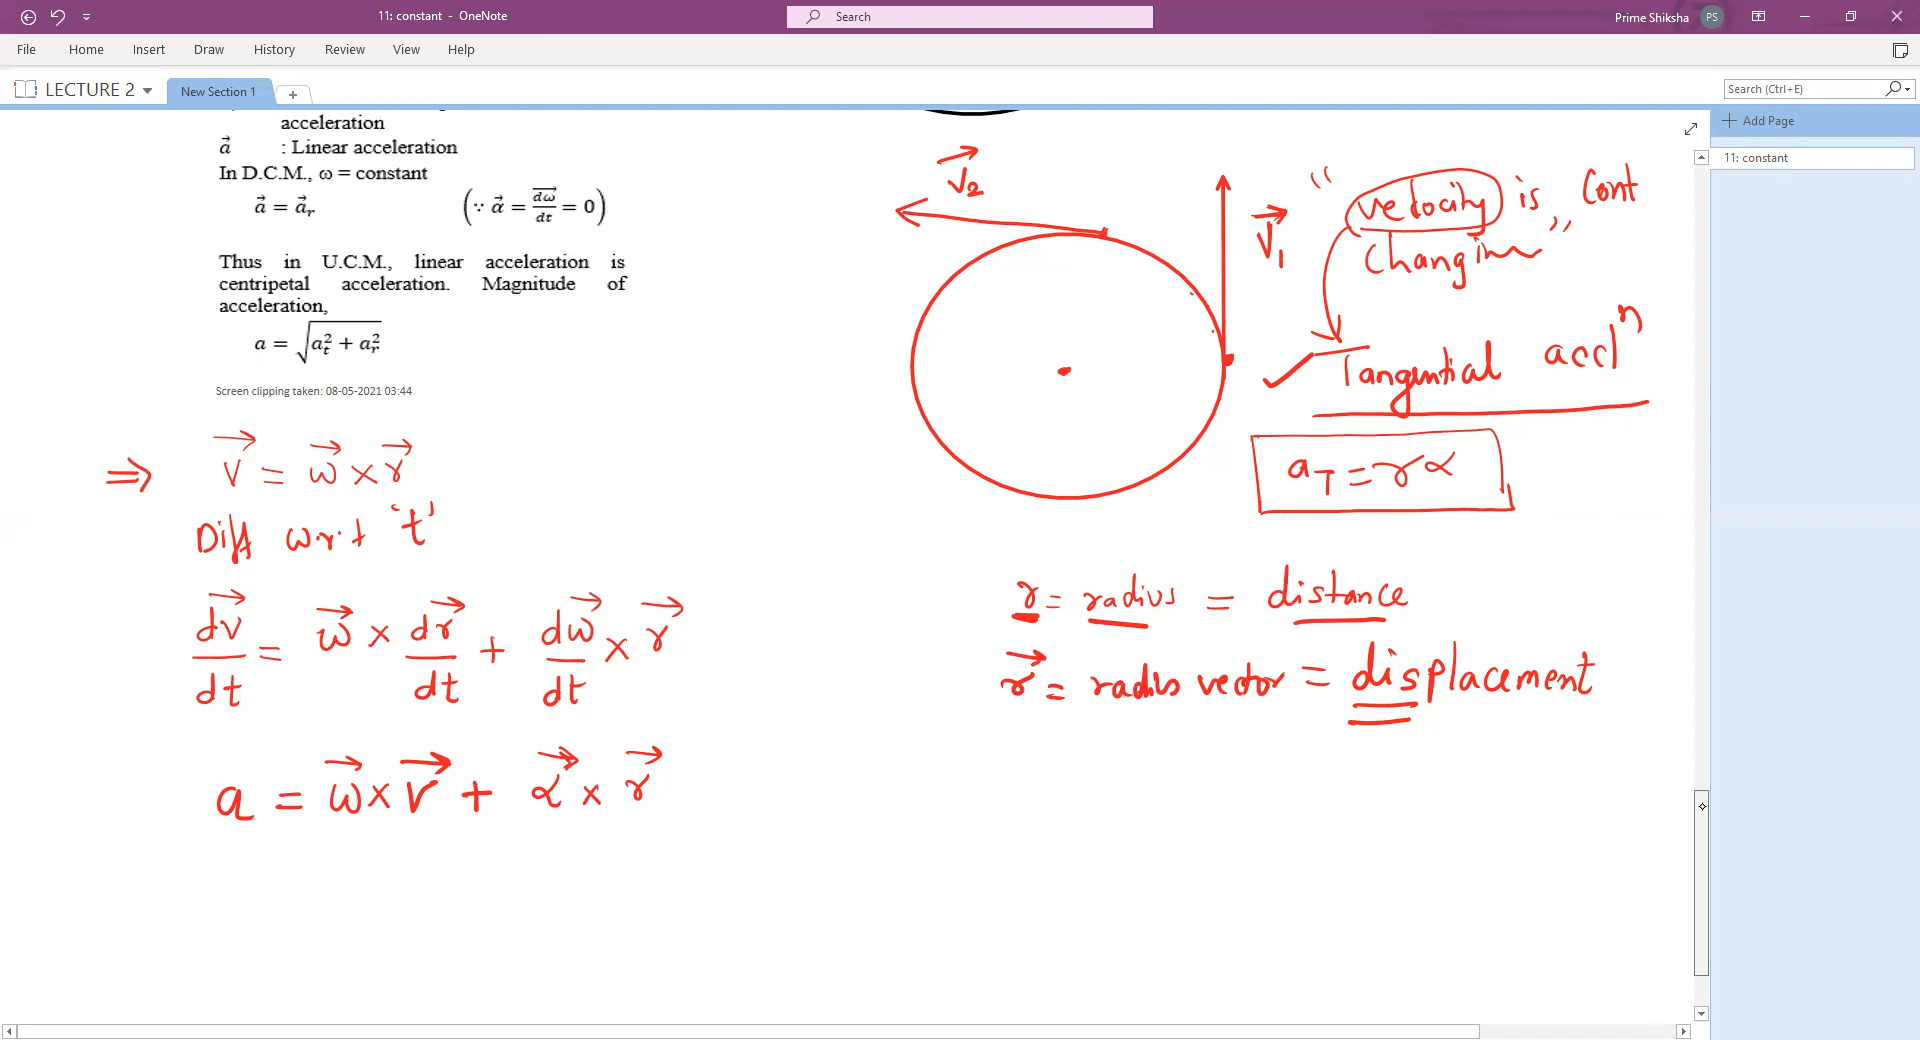 11: constant - OneNote
Search
Prime Shiksha PS
File Home Insert Draw History Review View Help
LECTURE 2 New Section 1 +
Search (Ctrl+E)
Add Page
11: constant
acceleration
a⃗ : Linear acceleration
In D.C.M., ω = constant
a⃗ = a⃗ᵣ (∵ α⃗ = dω⃗/dt = 0)
Thus in U.C.M., linear acceleration is
centripetal acceleration. Magnitude of
acceleration,
a = √(aₜ² + aᵣ²)
Screen clipping taken: 08-05-2021 03:44
⇒ v⃗ = ω⃗ × r⃗
Diff w.r.t 't'
dv⃗/dt = ω⃗ × dr⃗/dt + dω⃗/dt × r⃗
a = ω⃗ × v⃗ + α⃗ × r⃗
V⃗₂
V⃗₁
" velocity is cont
changing "
Tangential acclⁿ
a_T = rα
r = radius = distance
r⃗ = radius vector = displacement